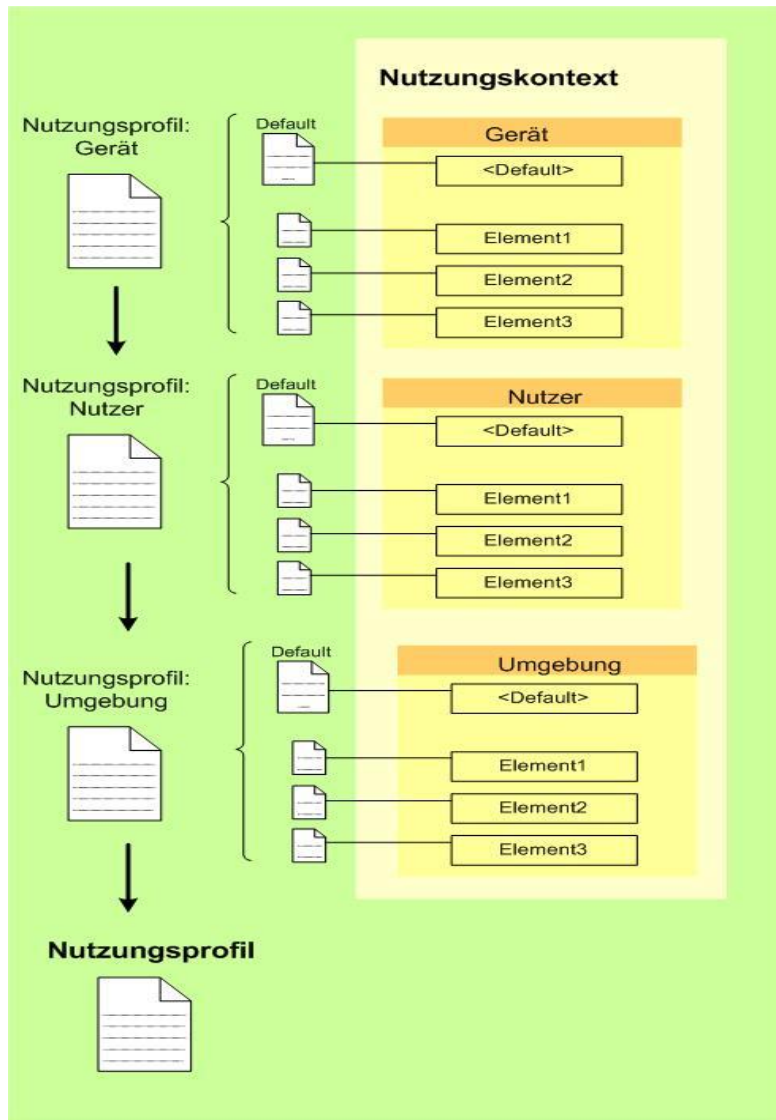 Nutzungskontext
Nutzungsprofil:
Gerät
Default
Gerät
<Default>
Element1
Element2
Element3
Nutzungsprofil:
Nutzer
Default
Nutzer
<Default>
Element1
Element2
Element3
Nutzungsprofil:
Umgebung
Default
Umgebung
<Default>
Element1
Element2
Element3
Nutzungsprofil